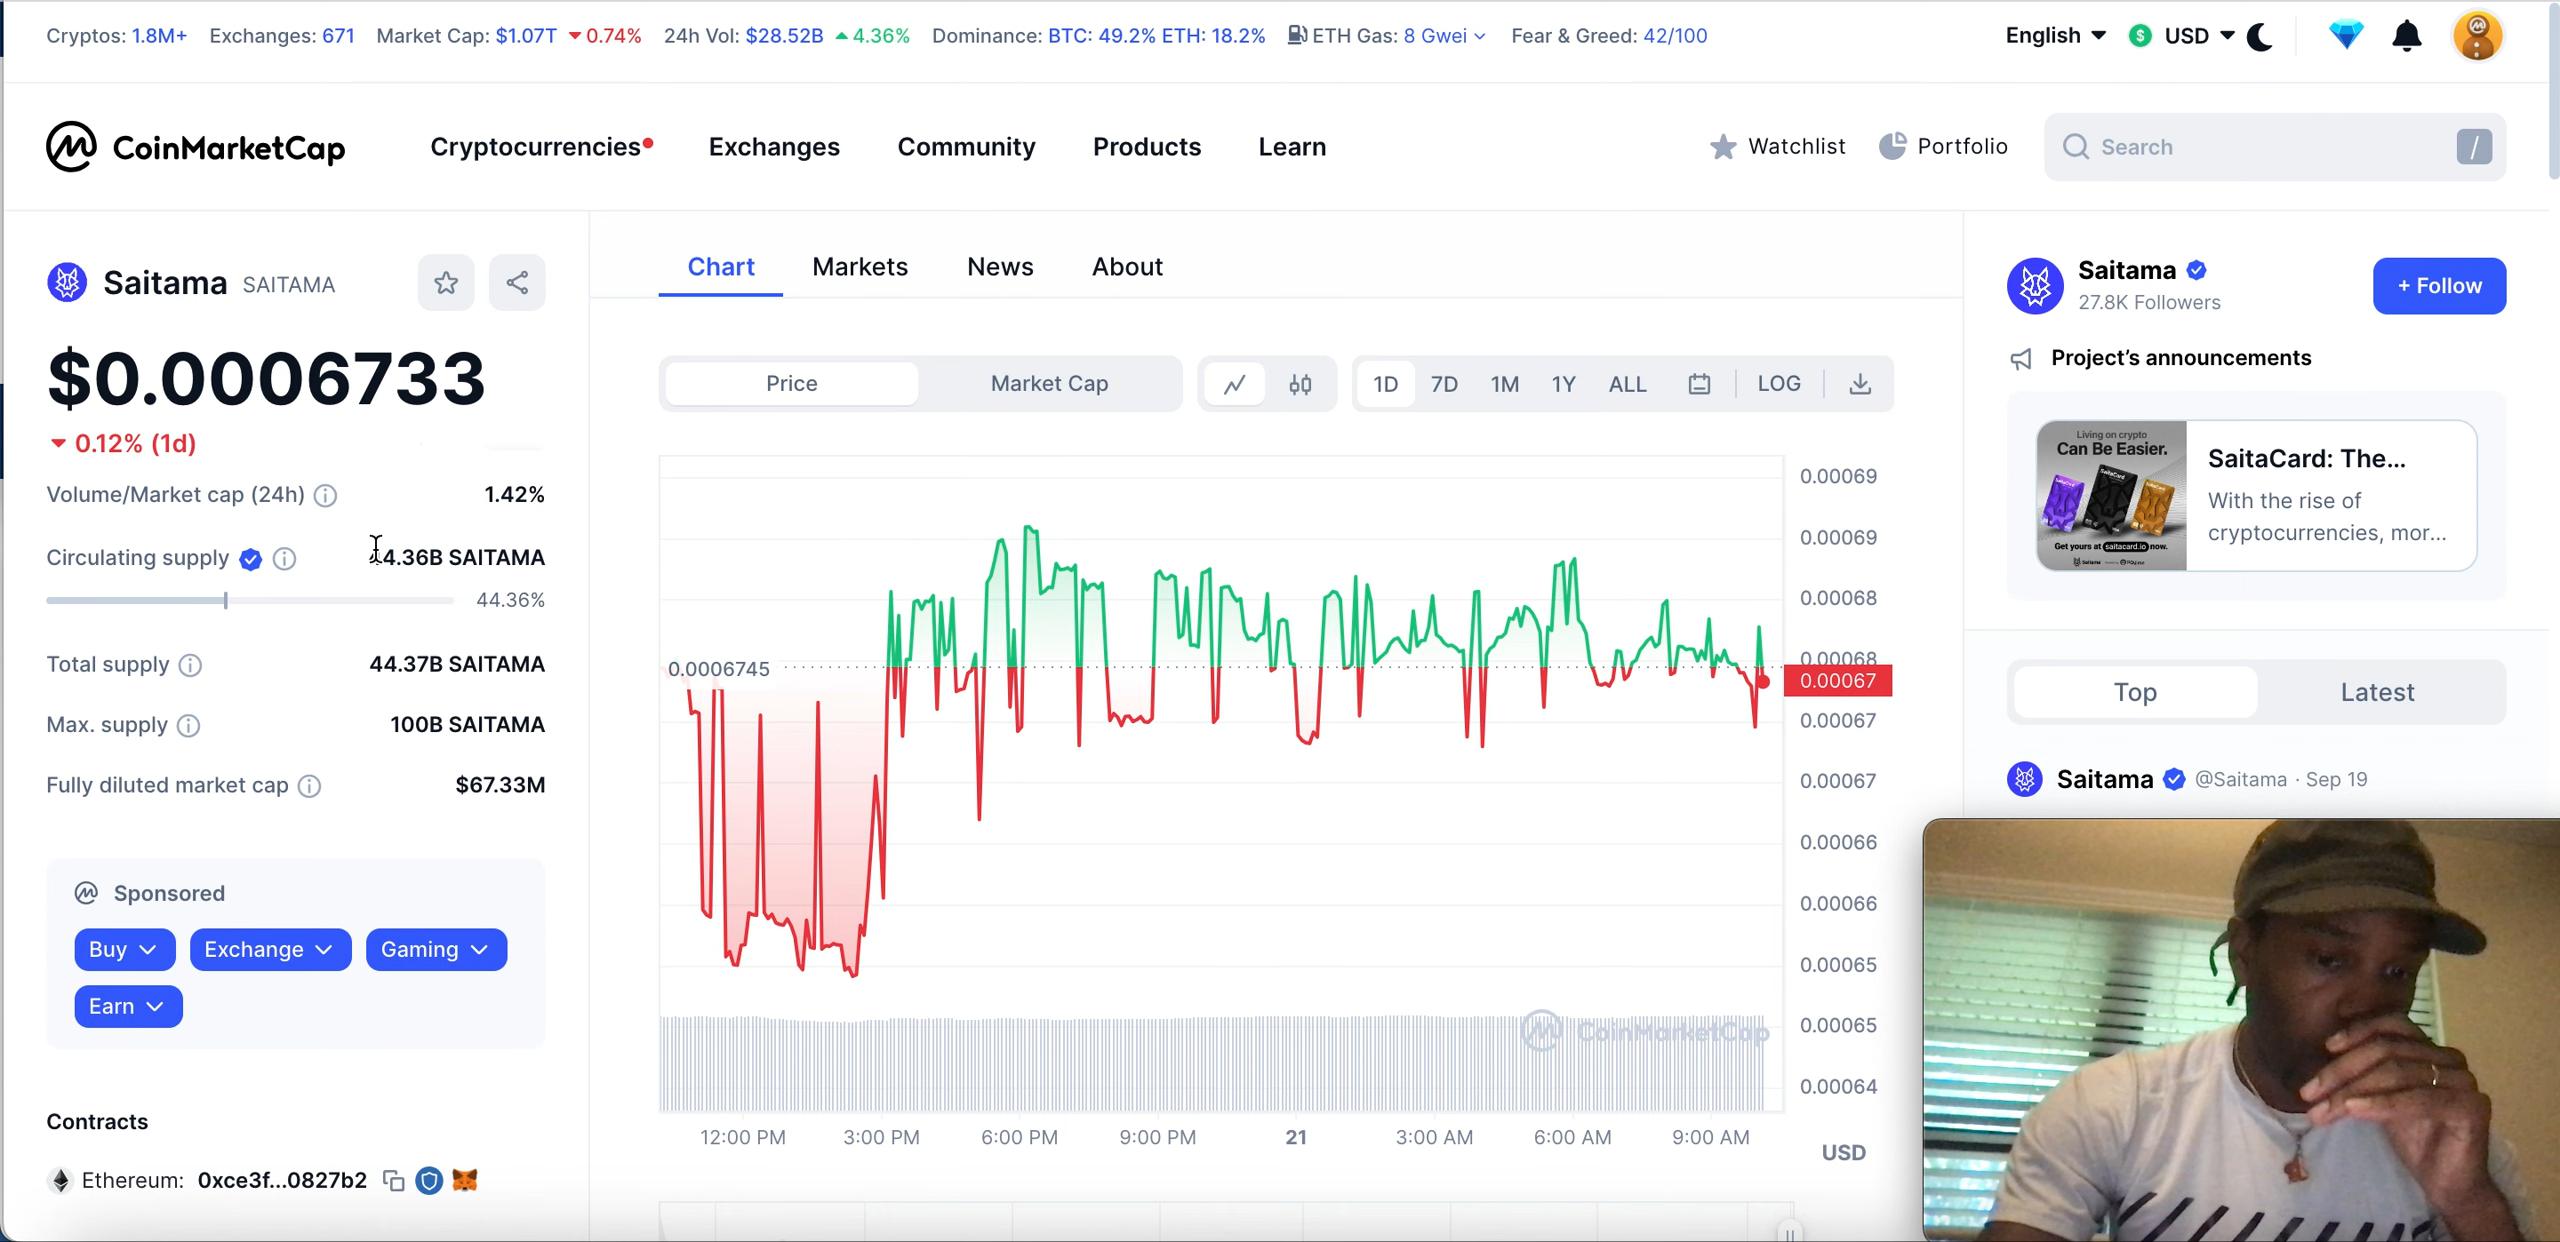 Cryptos: 1.8M+ Exchanges: 671 Market Cap: $1.07T 0.74% 24h Vol: $28.52B 4.36% Dominance: BTC: 49.2% ETH: 18.2% ETH Gas: 8 Gwei Fear & Greed: 42/100
English $ USD
CoinMarketCap Cryptocurrencies Exchanges Community Products Learn Watchlist Portfolio Search /
Saitama SAITAMA
$0.0006733
0.12% (1d)
Volume/Market cap (24h) 1.42%
Circulating supply 4.36B SAITAMA
44.36%
Total supply 44.37B SAITAMA
Max. supply 100B SAITAMA
Fully diluted market cap $67.33M
Sponsored
Buy Exchange Gaming
Earn
Contracts
Ethereum: 0xce3f...0827b2
Chart Markets News About
Price Market Cap 1D 7D 1M 1Y ALL LOG
0.00069
0.00069
0.00068
0.00068
0.0006745
0.00067
0.00067
0.00067
0.00066
0.00066
0.00065
0.00065
0.00064
CoinMarketCap
12:00 PM 3:00 PM 6:00 PM 9:00 PM 21 3:00 AM 6:00 AM 9:00 AM
USD
Saitama
27.8K Followers
+ Follow
Project's announcements
Living on crypto
Can Be Easier.
Get yours at saitacard.io now.
SaitaCard: The...
With the rise of
cryptocurrencies, mor...
Top Latest
Saitama @Saitama · Sep 19